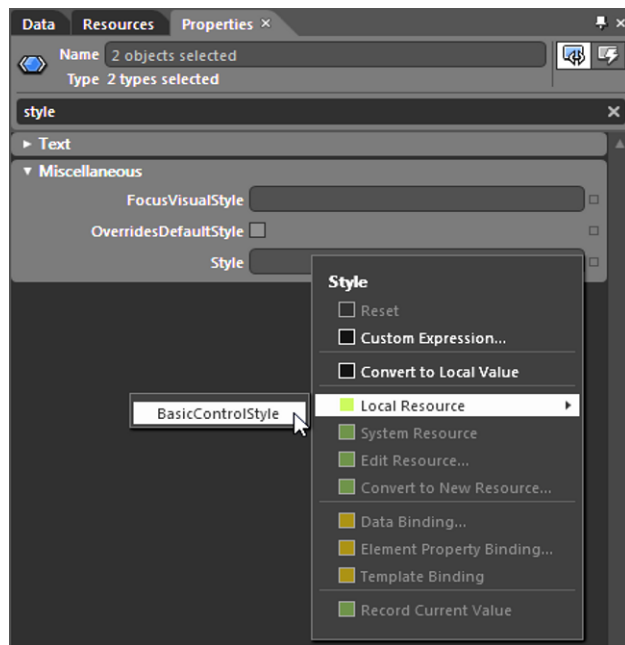 Data Resources Properties ×
Name 2 objects selected
Type 2 types selected
style
Text
Miscellaneous
FocusVisualStyle
OverridesDefaultStyle
Style
Style
Reset
Custom Expression...
Convert to Local Value
Local Resource
BasicControlStyle
System Resource
Edit Resource...
Convert to New Resource...
Data Binding...
Element Property Binding...
Template Binding
Record Current Value